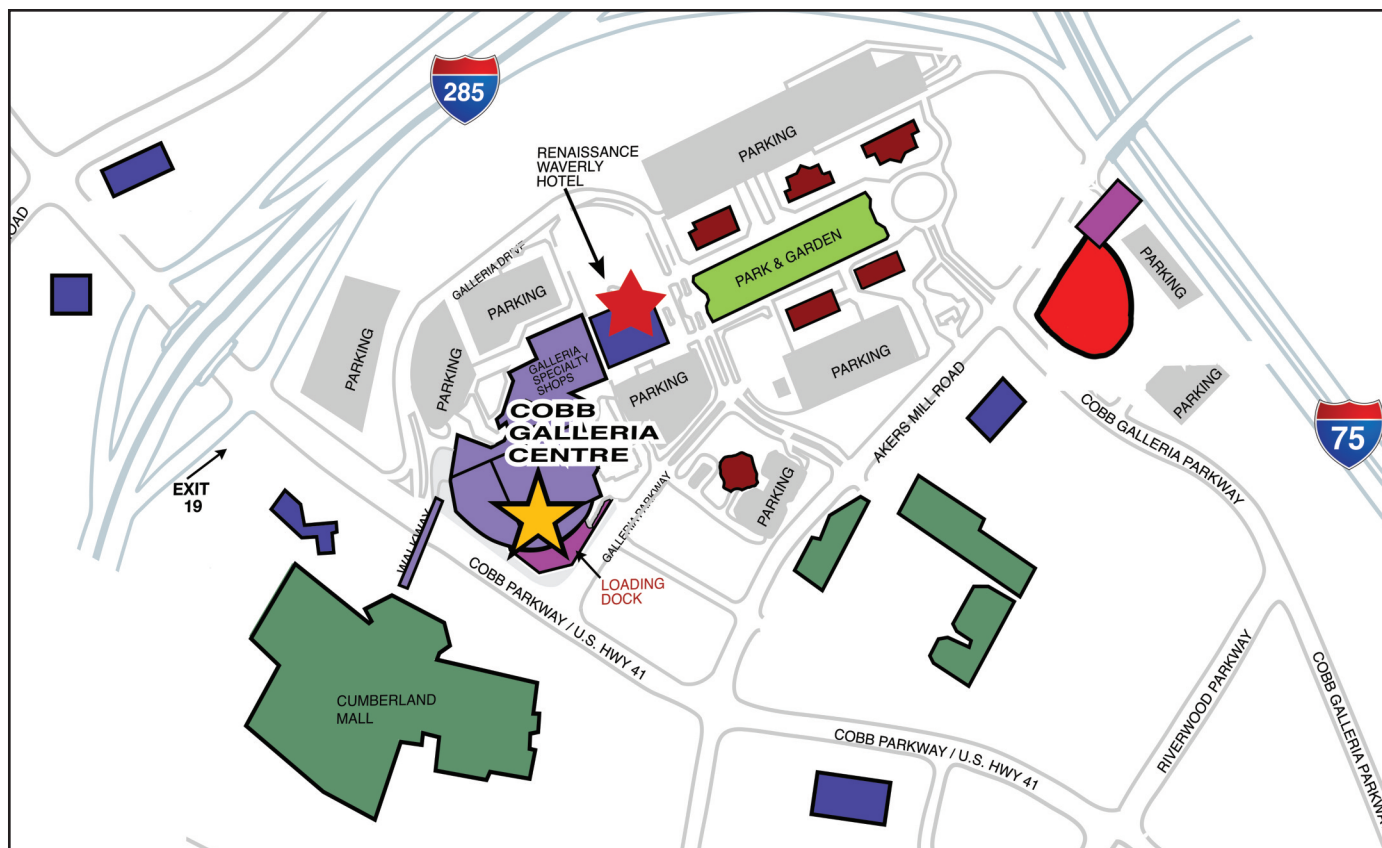 285
RENAISSANCE
WAVERLY
HOTEL
PARKING
PARK & GARDEN
GALLERIA DRIVE
PARKING
PARKING
PARKING
GALLERIA
SPECIALTY
SHOPS
PARKING
PARKING
PARKING
PARKING
COBB
GALLERIA
CENTRE
AKERS MILL ROAD
COBB GALLERIA PARKWAY
75
ROAD
EXIT
19
WALKWAY
GALLERIA PARKWAY
PARKING
LOADING
DOCK
COBB PARKWAY / U.S. HWY 41
CUMBERLAND
MALL
COBB PARKWAY / U.S. HWY 41
RIVERWOOD PARKWAY
COBB GALLERIA PARKWA